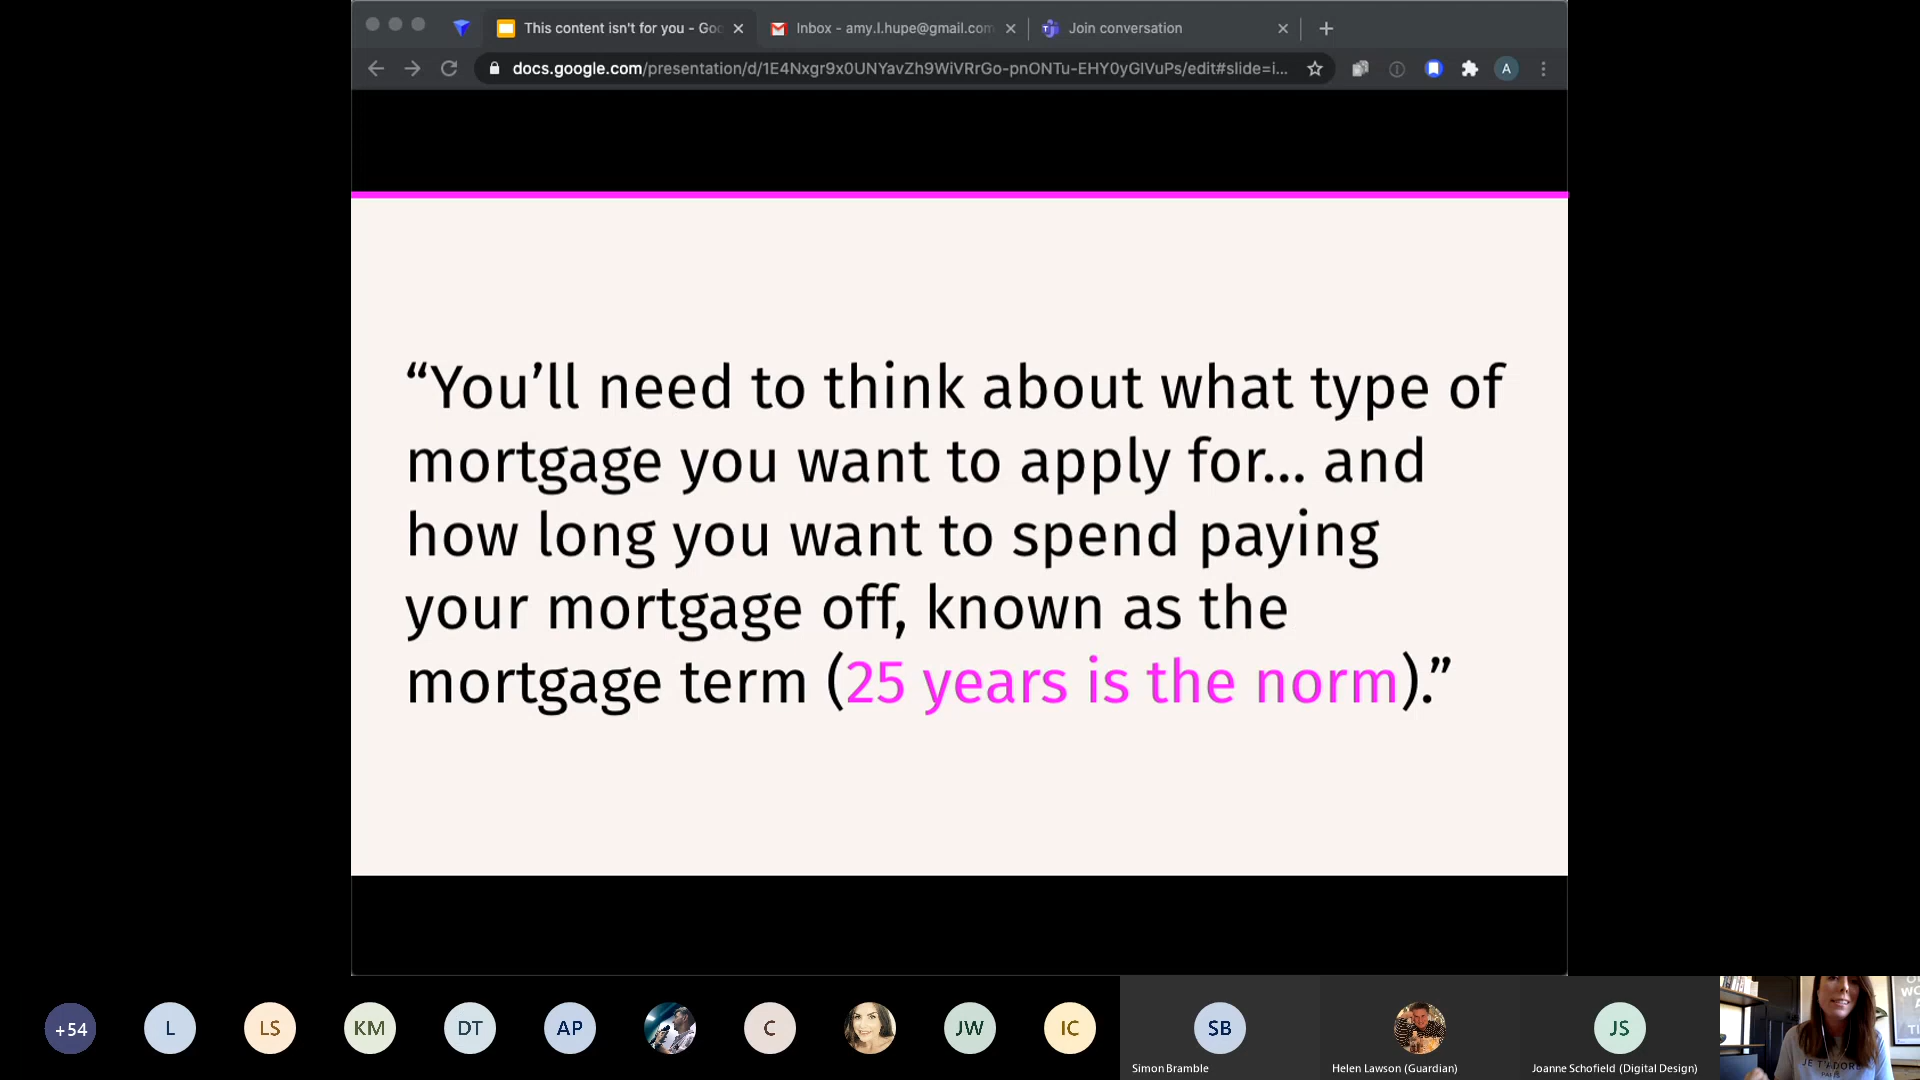 This content isn't for you - Goo
Inbox - amy.l.hupe@gmail.com
Join conversation
docs.google.com/presentation/d/1E4Nxgr9x0UNYavZh9WiVRrGo-pnONTu-EHY0yGlVuPs/edit#slide=i...
A
“You’ll need to think about what type of
mortgage you want to apply for... and
how long you want to spend paying
your mortgage off, known as the
mortgage term (25 years is the norm).”
+54
L
LS
KM
DT
AP
C
JW
IC
SB
JS
Simon Bramble
Helen Lawson (Guardian)
Joanne Schofield (Digital Design)
JE T'ADORE